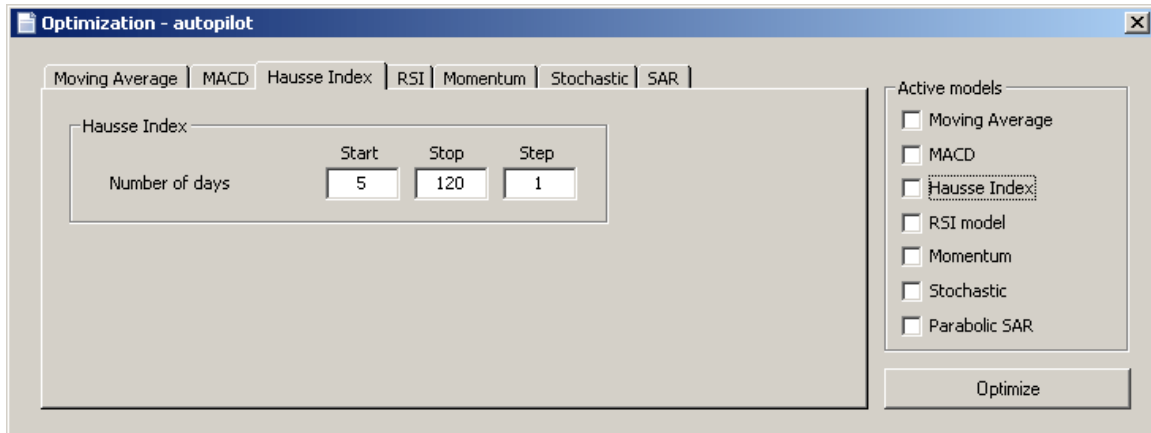 Optimization - autopilot
Moving Average MACD Hausse Index RSI Momentum Stochastic SAR
Hausse Index
Start Stop Step
Number of days 5 120 1
Active models
Moving Average
MACD
Hausse Index
RSI model
Momentum
Stochastic
Parabolic SAR
Optimize